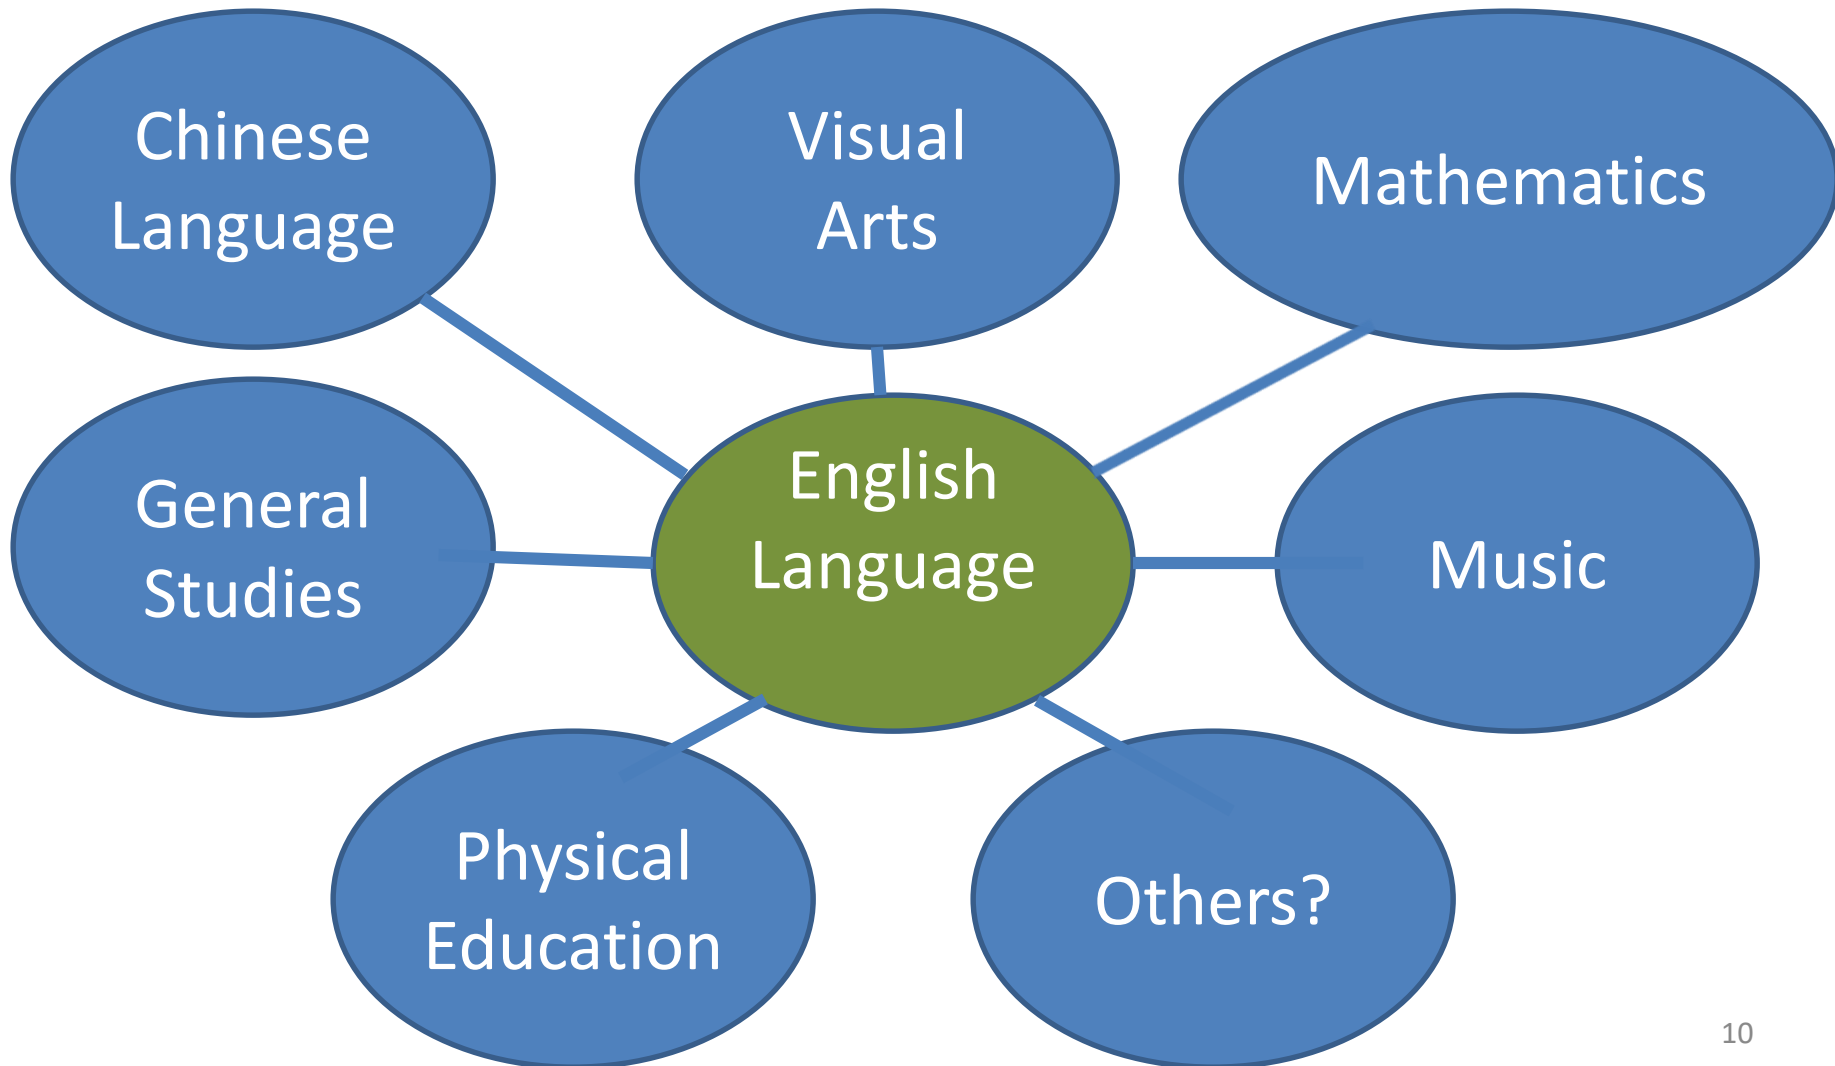 Chinese
Language
Visual
Arts
Mathematics
General
Studies
English
Language
Music
Physical
Education
Others?
10